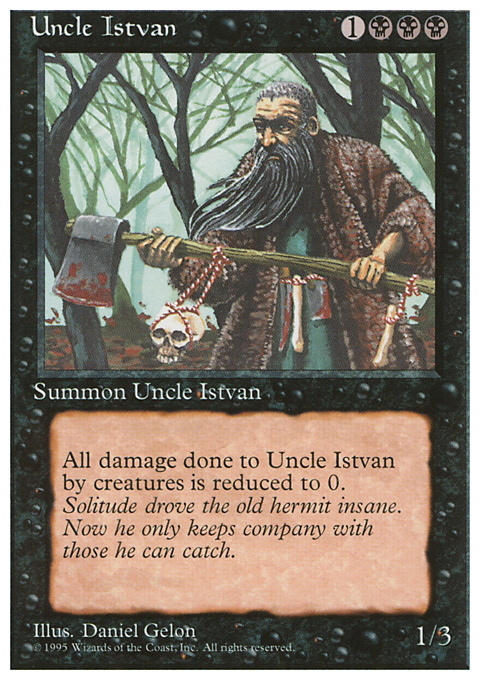 Uncle Istvan 1
Summon Uncle Istvan
All damage done to Uncle Istvan
by creatures is reduced to 0.
Solitude drove the old hermit insane.
Now he only keeps company with
those he can catch.
Illus. Daniel Gelon
© 1995 Wizards of the Coast, Inc. All rights reserved.
1/3